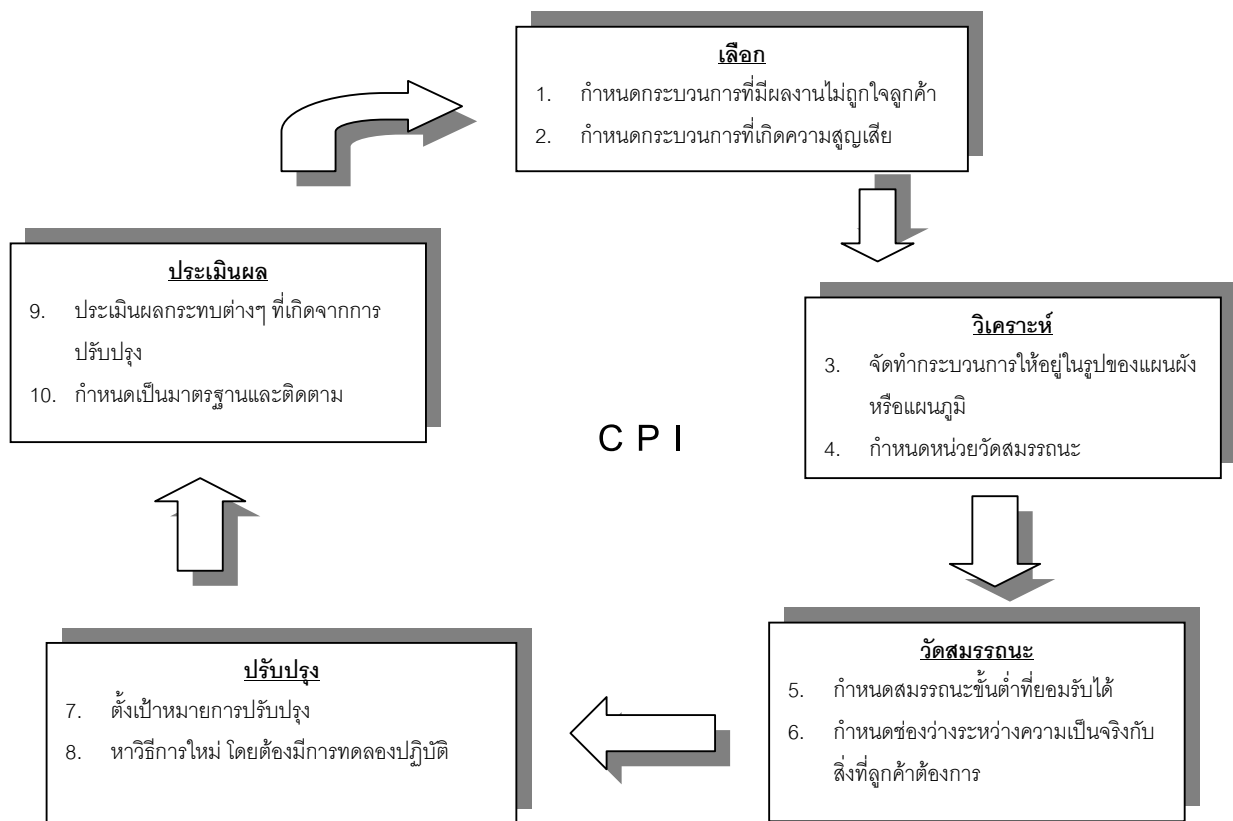 เลือก
1. กำหนดกระบวนการที่มีผลงานไม่ถูกใจลูกค้า
2. กำหนดกระบวนการที่เกิดความสูญเสีย
วิเคราะห์
3. จัดทำกระบวนการให้อยู่ในรูปของแผนผัง
หรือแผนภูมิ
4. กำหนดหน่วยวัดสมรรถนะ
วัดสมรรถนะ
5. กำหนดสมรรถนะขั้นต่ำที่ยอมรับได้
6. กำหนดช่องว่างระหว่างความเป็นจริงกับ
สิ่งที่ลูกค้าต้องการ
ปรับปรุง
7. ตั้งเป้าหมายการปรับปรุง
8. หาวิธีการใหม่ โดยต้องมีการทดลองปฏิบัติ
ประเมินผล
9. ประเมินผลกระทบต่างๆ ที่เกิดจากการ
ปรับปรุง
10. กำหนดเป็นมาตรฐานและติดตาม
C P I